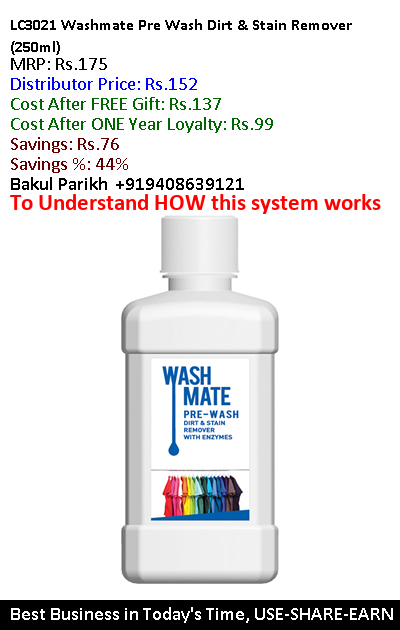 LC3021 Washmate Pre Wash Dirt & Stain Remover
(250ml)
MRP: Rs.175
Distributor Price: Rs.152
Cost After FREE Gift: Rs.137
Cost After ONE Year Loyalty: Rs.99
Savings: Rs.76
Savings %: 44%
Bakul Parikh +919408639121
To Understand HOW this system works
WASH
MATE
PRE-WASH
DIRT & STAIN
REMOVER
WITH ENZYMES
Best Business in Today's Time, USE-SHARE-EARN